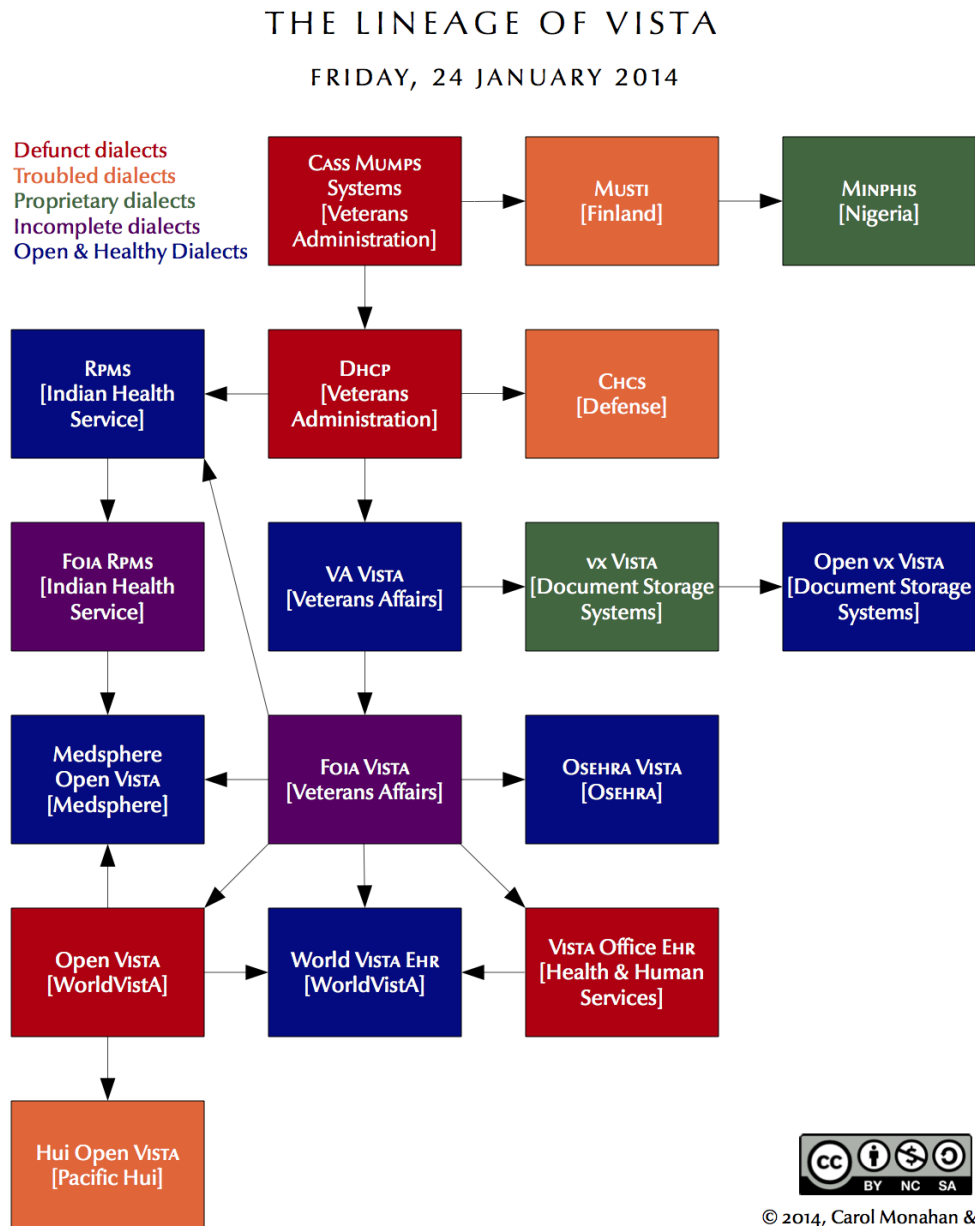 THE LINEAGE OF VISTA
FRIDAY, 24 JANUARY 2014
Defunct dialects
Troubled dialects
Proprietary dialects
Incomplete dialects
Open & Healthy Dialects
CASS MUMPS
Systems
[Veterans
Administration]
MUSTI
[Finland]
MINPHIS
[Nigeria]
RPMS
[Indian Health
Service]
DHCP
[Veterans
Administration]
CHCS
[Defense]
FOIA RPMS
[Indian Health
Service]
VA VISTA
[Veterans Affairs]
VX VISTA
[Document Storage
Systems]
Open VX VISTA
[Document Storage
Systems]
Medsphere
Open VISTA
[Medsphere]
FOIA VISTA
[Veterans Affairs]
OSEHRA VISTA
[OSEHRA]
Open VISTA
[WorldVistA]
World VISTA EHR
[WorldVistA]
VISTA Office EHR
[Health & Human
Services]
Hui Open VISTA
[Pacific Hui]
cc
BY NC SA
© 2014, Carol Monahan &